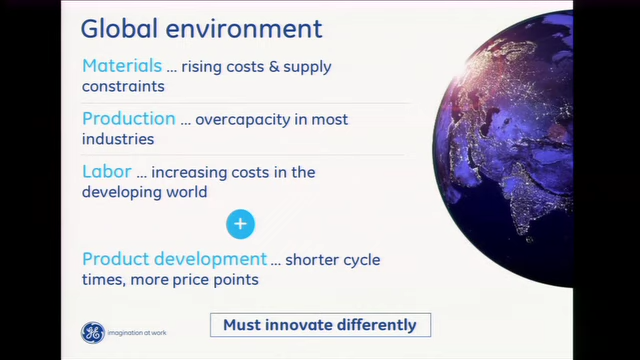 Global environment
Materials ... rising costs & supply
constraints
Production ... overcapacity in most
industries
Labor ... increasing costs in the
developing world
+
Product development ... shorter cycle
times, more price points
Must innovate differently
GE imagination at work